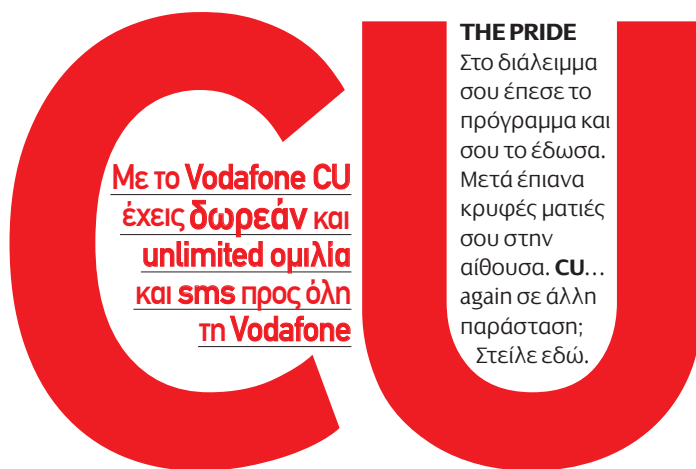 CU
Με το Vodafone CU
έχεις δωρεάν και
unlimited ομιλία
και sms προς όλη
τη Vodafone
THE PRIDE
Στο διάλειμμα
σου έπεσε το
πρόγραμμα και
σου το έδωσα.
Μετά έπιανα
κρυφές ματιές
σου στην
αίθουσα. CU...
again σε άλλη
παράσταση;
Στείλε εδώ.